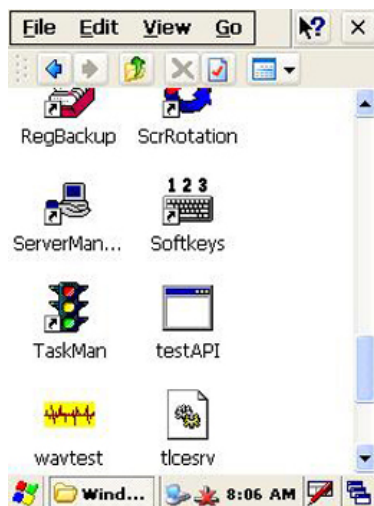 File Edit View Go
RegBackup ScrRotation
1 2 3
ServerMan... Softkeys
TaskMan testAPI
wavtest tlcesrv
Wind... 8:06 AM